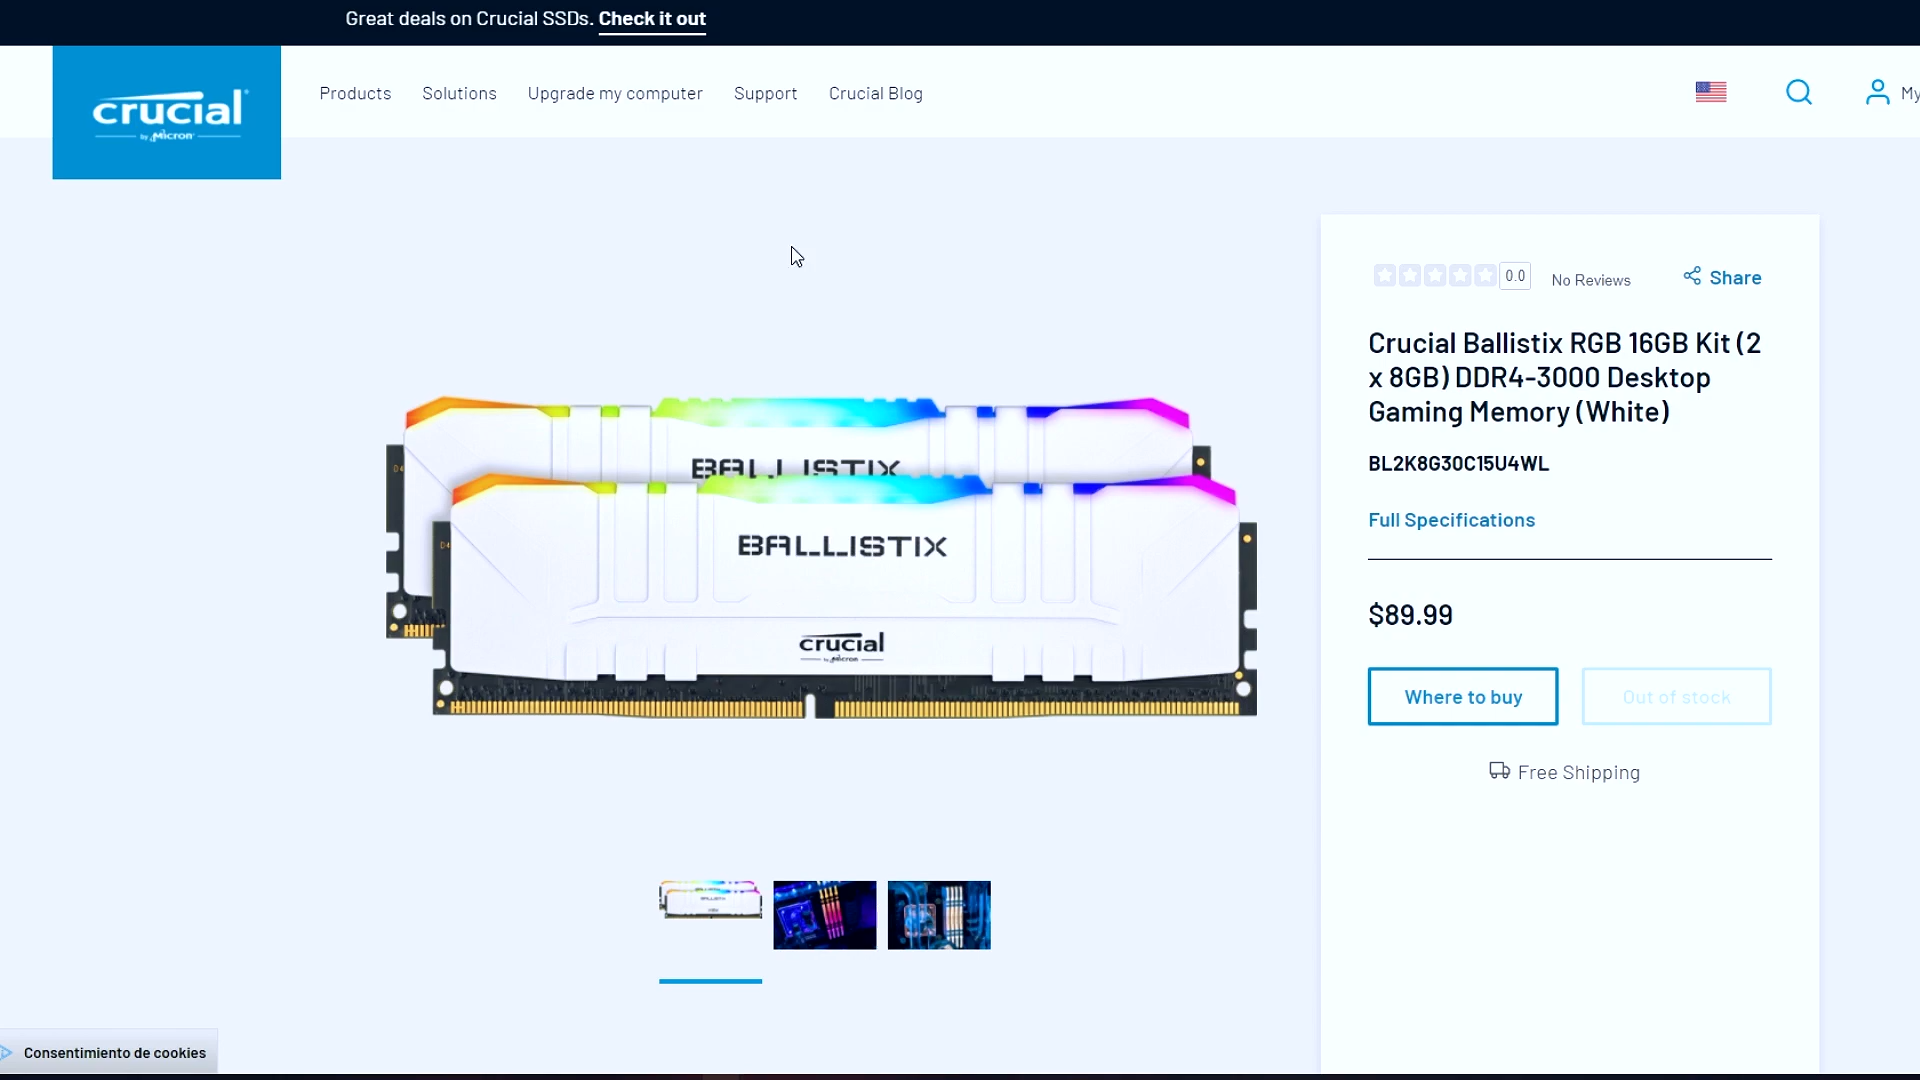 Great deals on Crucial SSDs. Check it out
crucial
by Micron
Products Solutions Upgrade my computer Support Crucial Blog
My
0.0 No Reviews Share
Crucial Ballistix RGB 16GB Kit (2
x 8GB) DDR4-3000 Desktop
Gaming Memory (White)
BL2K8G30C15U4WL
Full Specifications
$89.99
Where to buy Out of stock
Free Shipping
BALLISTIX
BALLISTIX
crucial
by Micron
Consentimiento de cookies